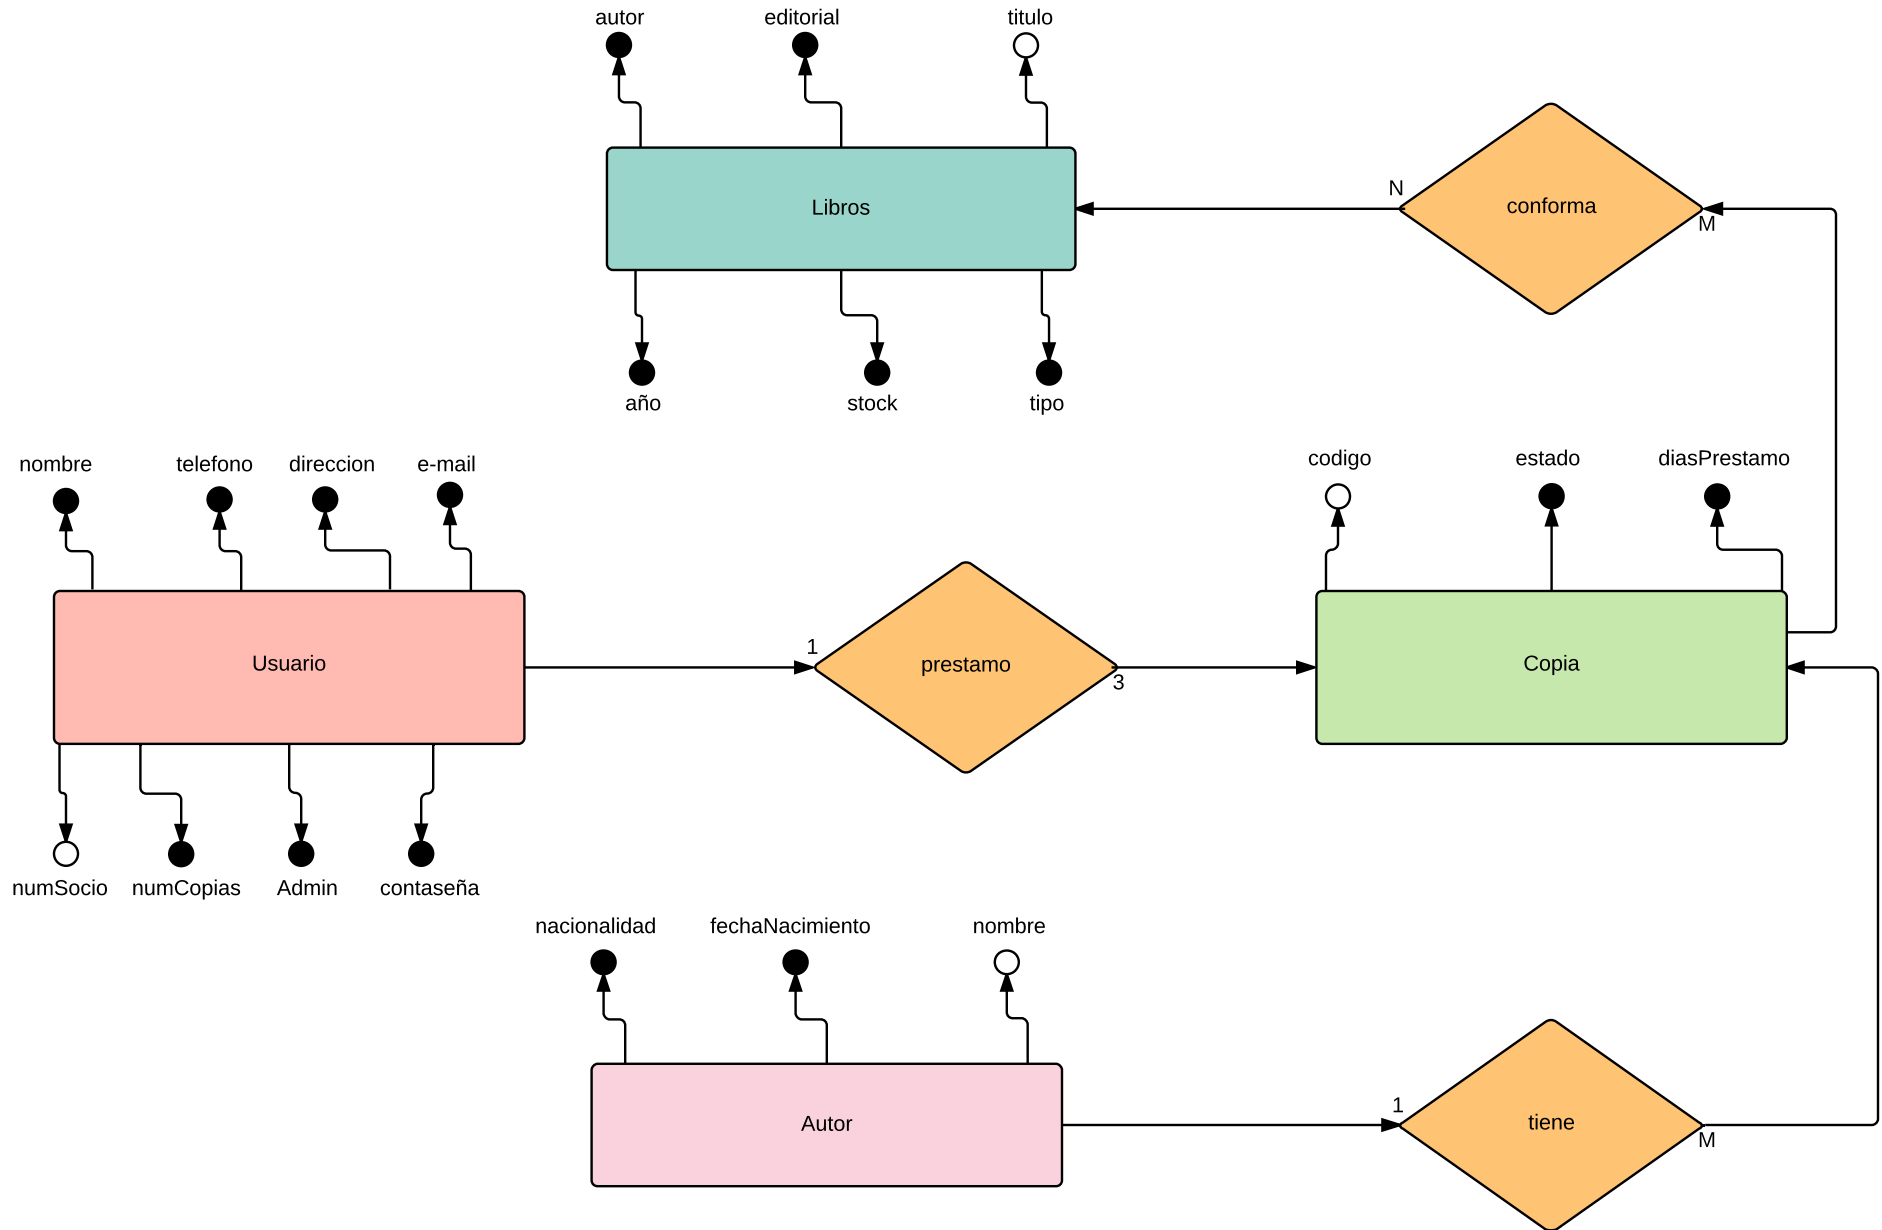 autor
editorial
titulo
Libros
N
conforma
M
año
stock
tipo
nombre
telefono
direccion
e-mail
codigo
estado
diasPrestamo
Usuario
1
prestamo
3
Copia
numSocio
numCopias
Admin
contaseña
nacionalidad
fechaNacimiento
nombre
Autor
1
tiene
M